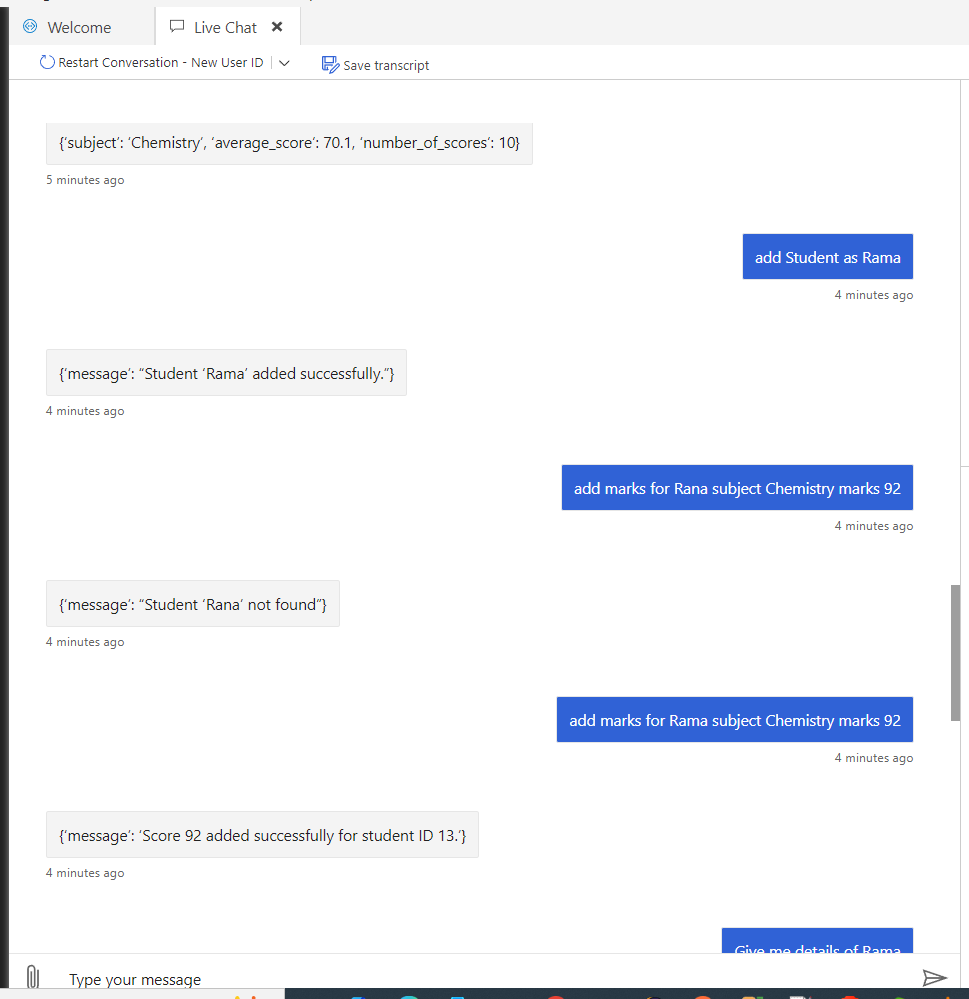 Welcome
Live Chat
Restart Conversation - New User ID
Save transcript
{‘subject’: ‘Chemistry’, ‘average_score’: 70.1, ‘number_of_scores’: 10}
5 minutes ago
add Student as Rama
4 minutes ago
{‘message’: “Student ‘Rama’ added successfully.”}
4 minutes ago
add marks for Rana subject Chemistry marks 92
4 minutes ago
{‘message’: “Student ‘Rana’ not found”}
4 minutes ago
add marks for Rama subject Chemistry marks 92
4 minutes ago
{‘message’: ‘Score 92 added successfully for student ID 13.’}
4 minutes ago
Give me details of Rama
Type your message